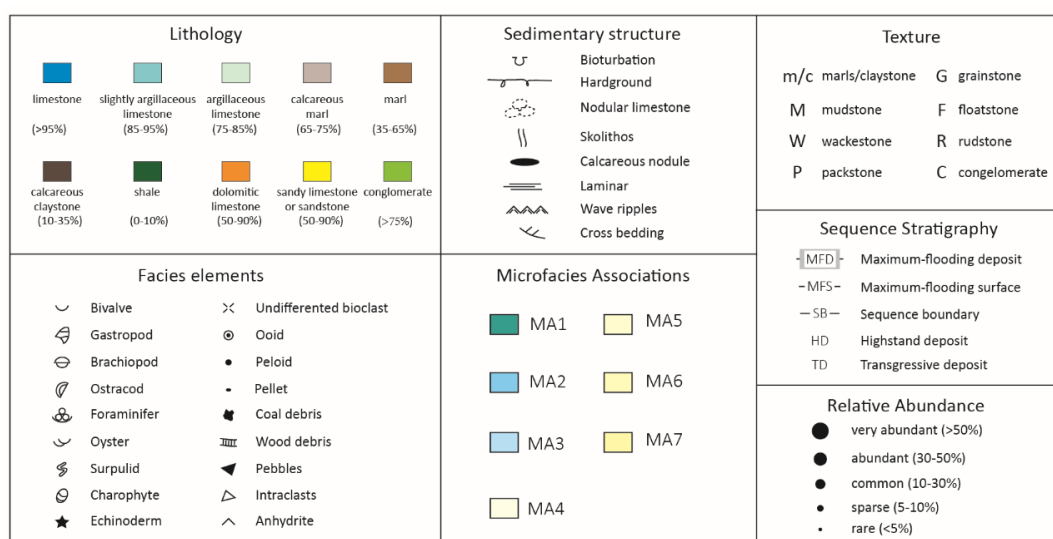 Lithology
limestone
(>95%)
slightly argillaceous
limestone
(85-95%)
argillaceous
limestone
(75-85%)
calcareous
marl
(65-75%)
marl
(35-65%)
calcareous
claystone
(10-35%)
shale
(0-10%)
dolomitic
limestone
(50-90%)
sandy limestone
or sandstone
(50-90%)
conglomerate
(>75%)
Sedimentary structure
Bioturbation
Hardground
Nodular limestone
Skolithos
Calcareous nodule
Laminar
Wave ripples
Cross bedding
Texture
m/c marls/claystone
M mudstone
W wackestone
P packstone
G grainstone
F floatstone
R rudstone
C congelomerate
Sequence Stratigraphy
MFD Maximum-flooding deposit
-MFS- Maximum-flooding surface
-SB- Sequence boundary
HD Highstand deposit
TD Transgressive deposit
Facies elements
Bivalve
Gastropod
Brachiopod
Ostracod
Foraminifer
Oyster
Surpulid
Charophyte
Echinoderm
Undifferented bioclast
Ooid
Peloid
Pellet
Coal debris
Wood debris
Pebbles
Intraclasts
Anhydrite
Microfacies Associations
MA1
MA2
MA3
MA4
MA5
MA6
MA7
Relative Abundance
very abundant (>50%)
abundant (30-50%)
common (10-30%)
sparse (5-10%)
rare (<5%)